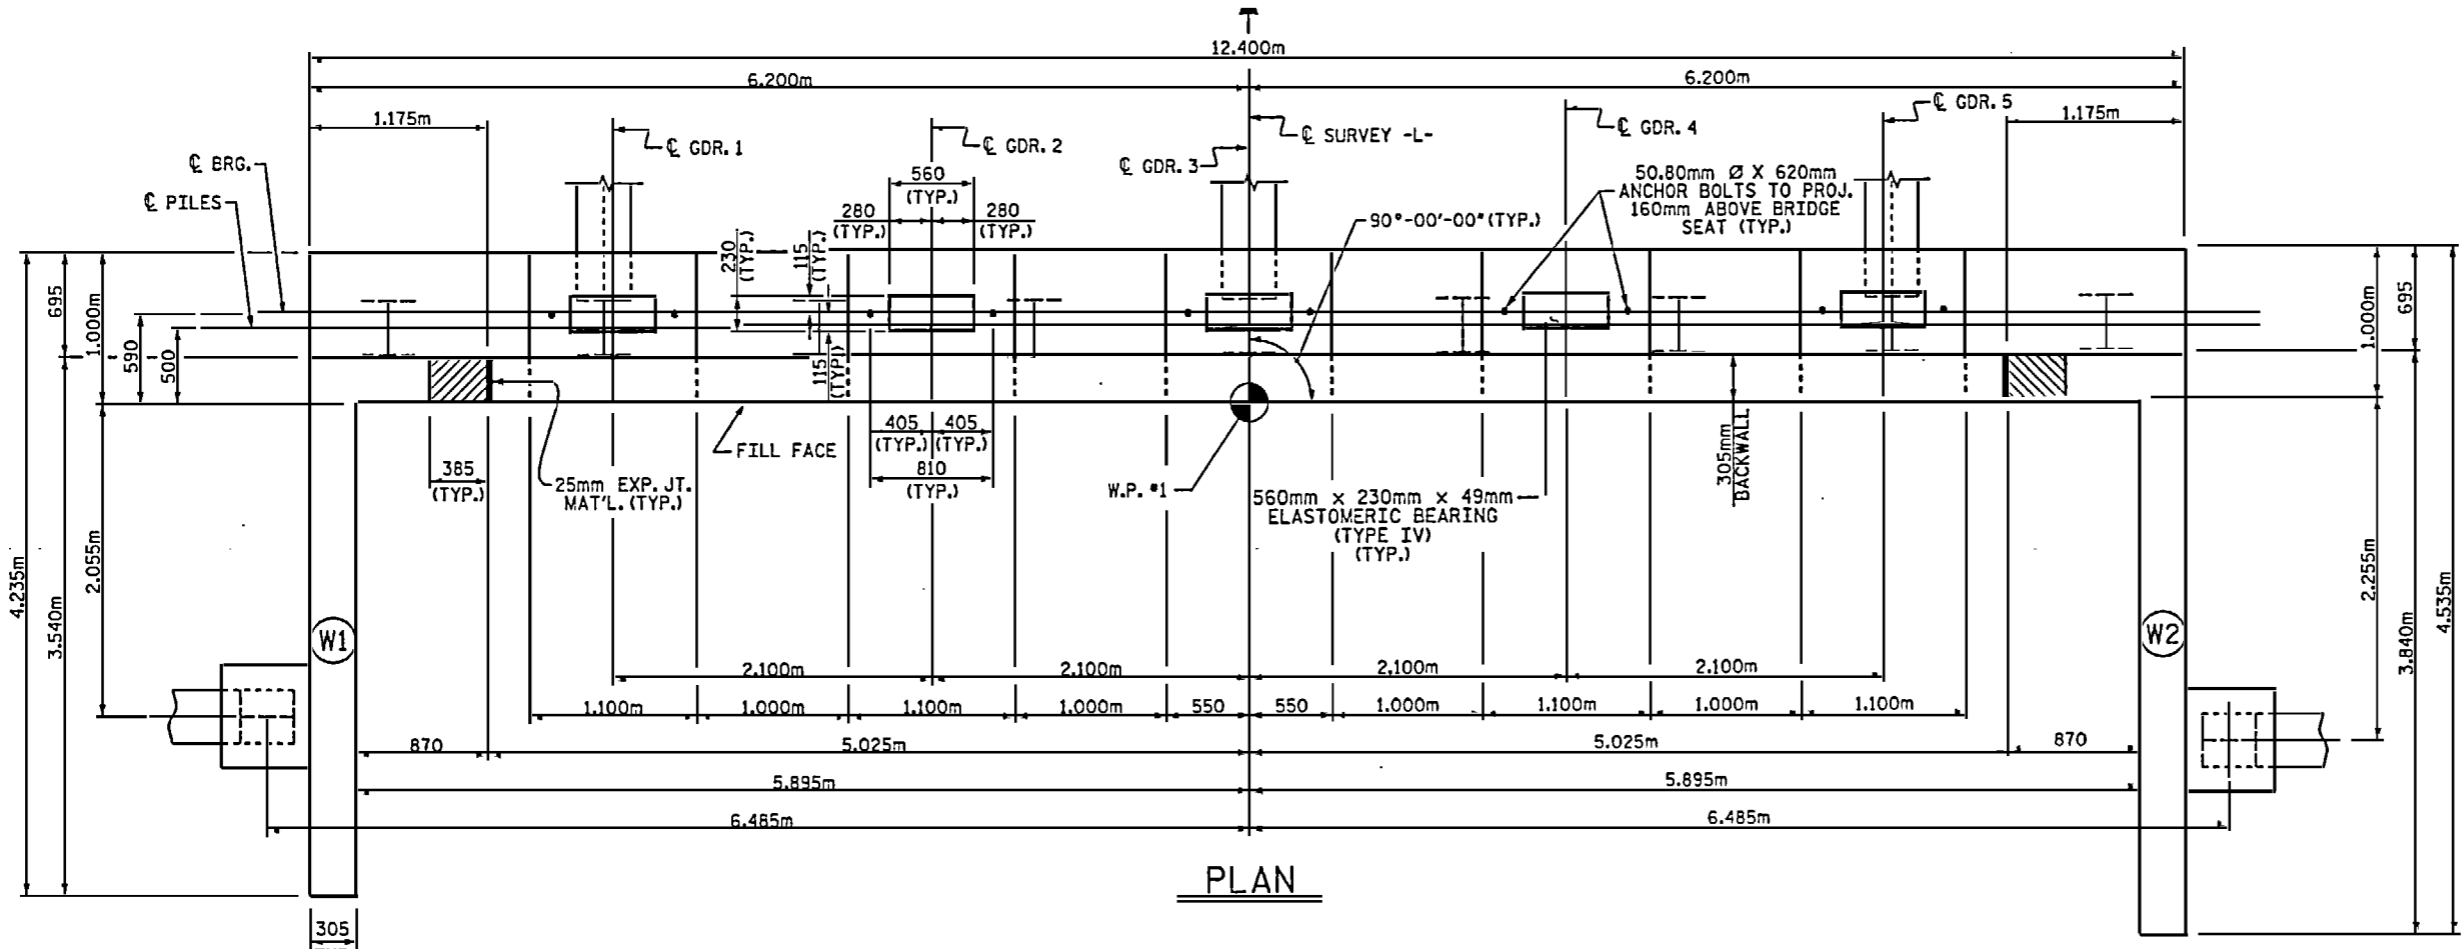 12.400m
6.200m
6.200m
1.175m
℄ GDR. 1
℄ GDR. 2
℄ GDR. 3
℄ SURVEY -L-
℄ GDR. 4
℄ GDR. 5
1.175m
℄ BRG.
℄ PILES
560
(TYP.)
280
(TYP.)
280
(TYP.)
230
(TYP.)
115
(TYP.)
115
(TYP.)
90°-00'-00" (TYP.)
50.80mm Ø X 620mm
ANCHOR BOLTS TO PROJ.
160mm ABOVE BRIDGE
SEAT (TYP.)
695
1.000m
590
500
695
1.000m
405
(TYP.)
405
(TYP.)
810
(TYP.)
FILL FACE
385
(TYP.)
25mm EXP. JT.
MAT'L. (TYP.)
W.P. #1
560mm x 230mm x 49mm
ELASTOMERIC BEARING
(TYPE IV)
(TYP.)
305mm
BACKWALL
4.235m
3.540m
2.055m
2.255m
3.840m
4.535m
W1
W2
2.100m
2.100m
2.100m
2.100m
1.100m
1.000m
1.100m
1.000m
550
550
1.000m
1.100m
1.000m
1.100m
870
5.025m
5.025m
870
5.895m
5.895m
6.485m
6.485m
PLAN
305